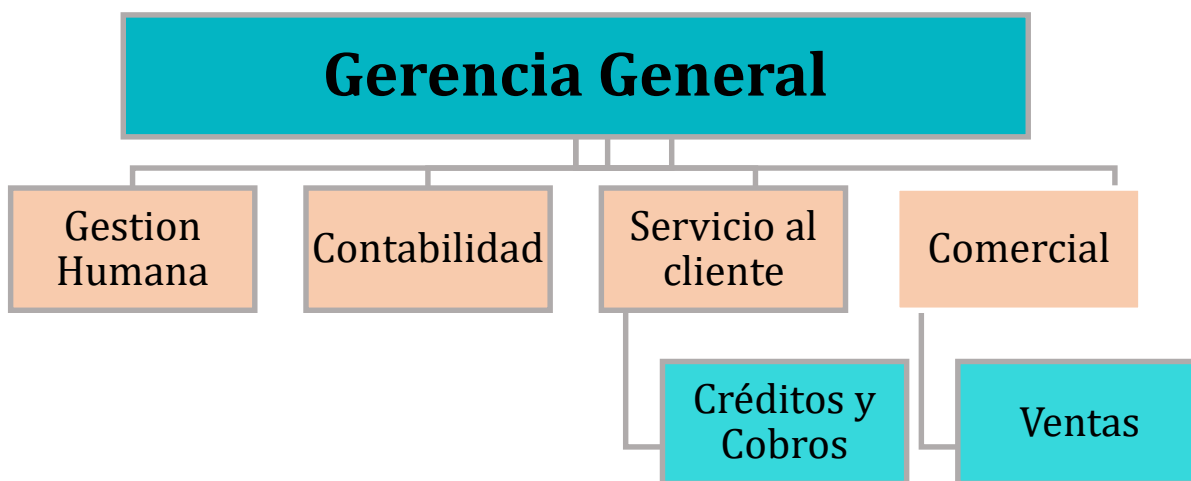 Gerencia General
Gestion
Humana
Contabilidad
Servicio al
cliente
Comercial
Créditos y
Cobros
Ventas